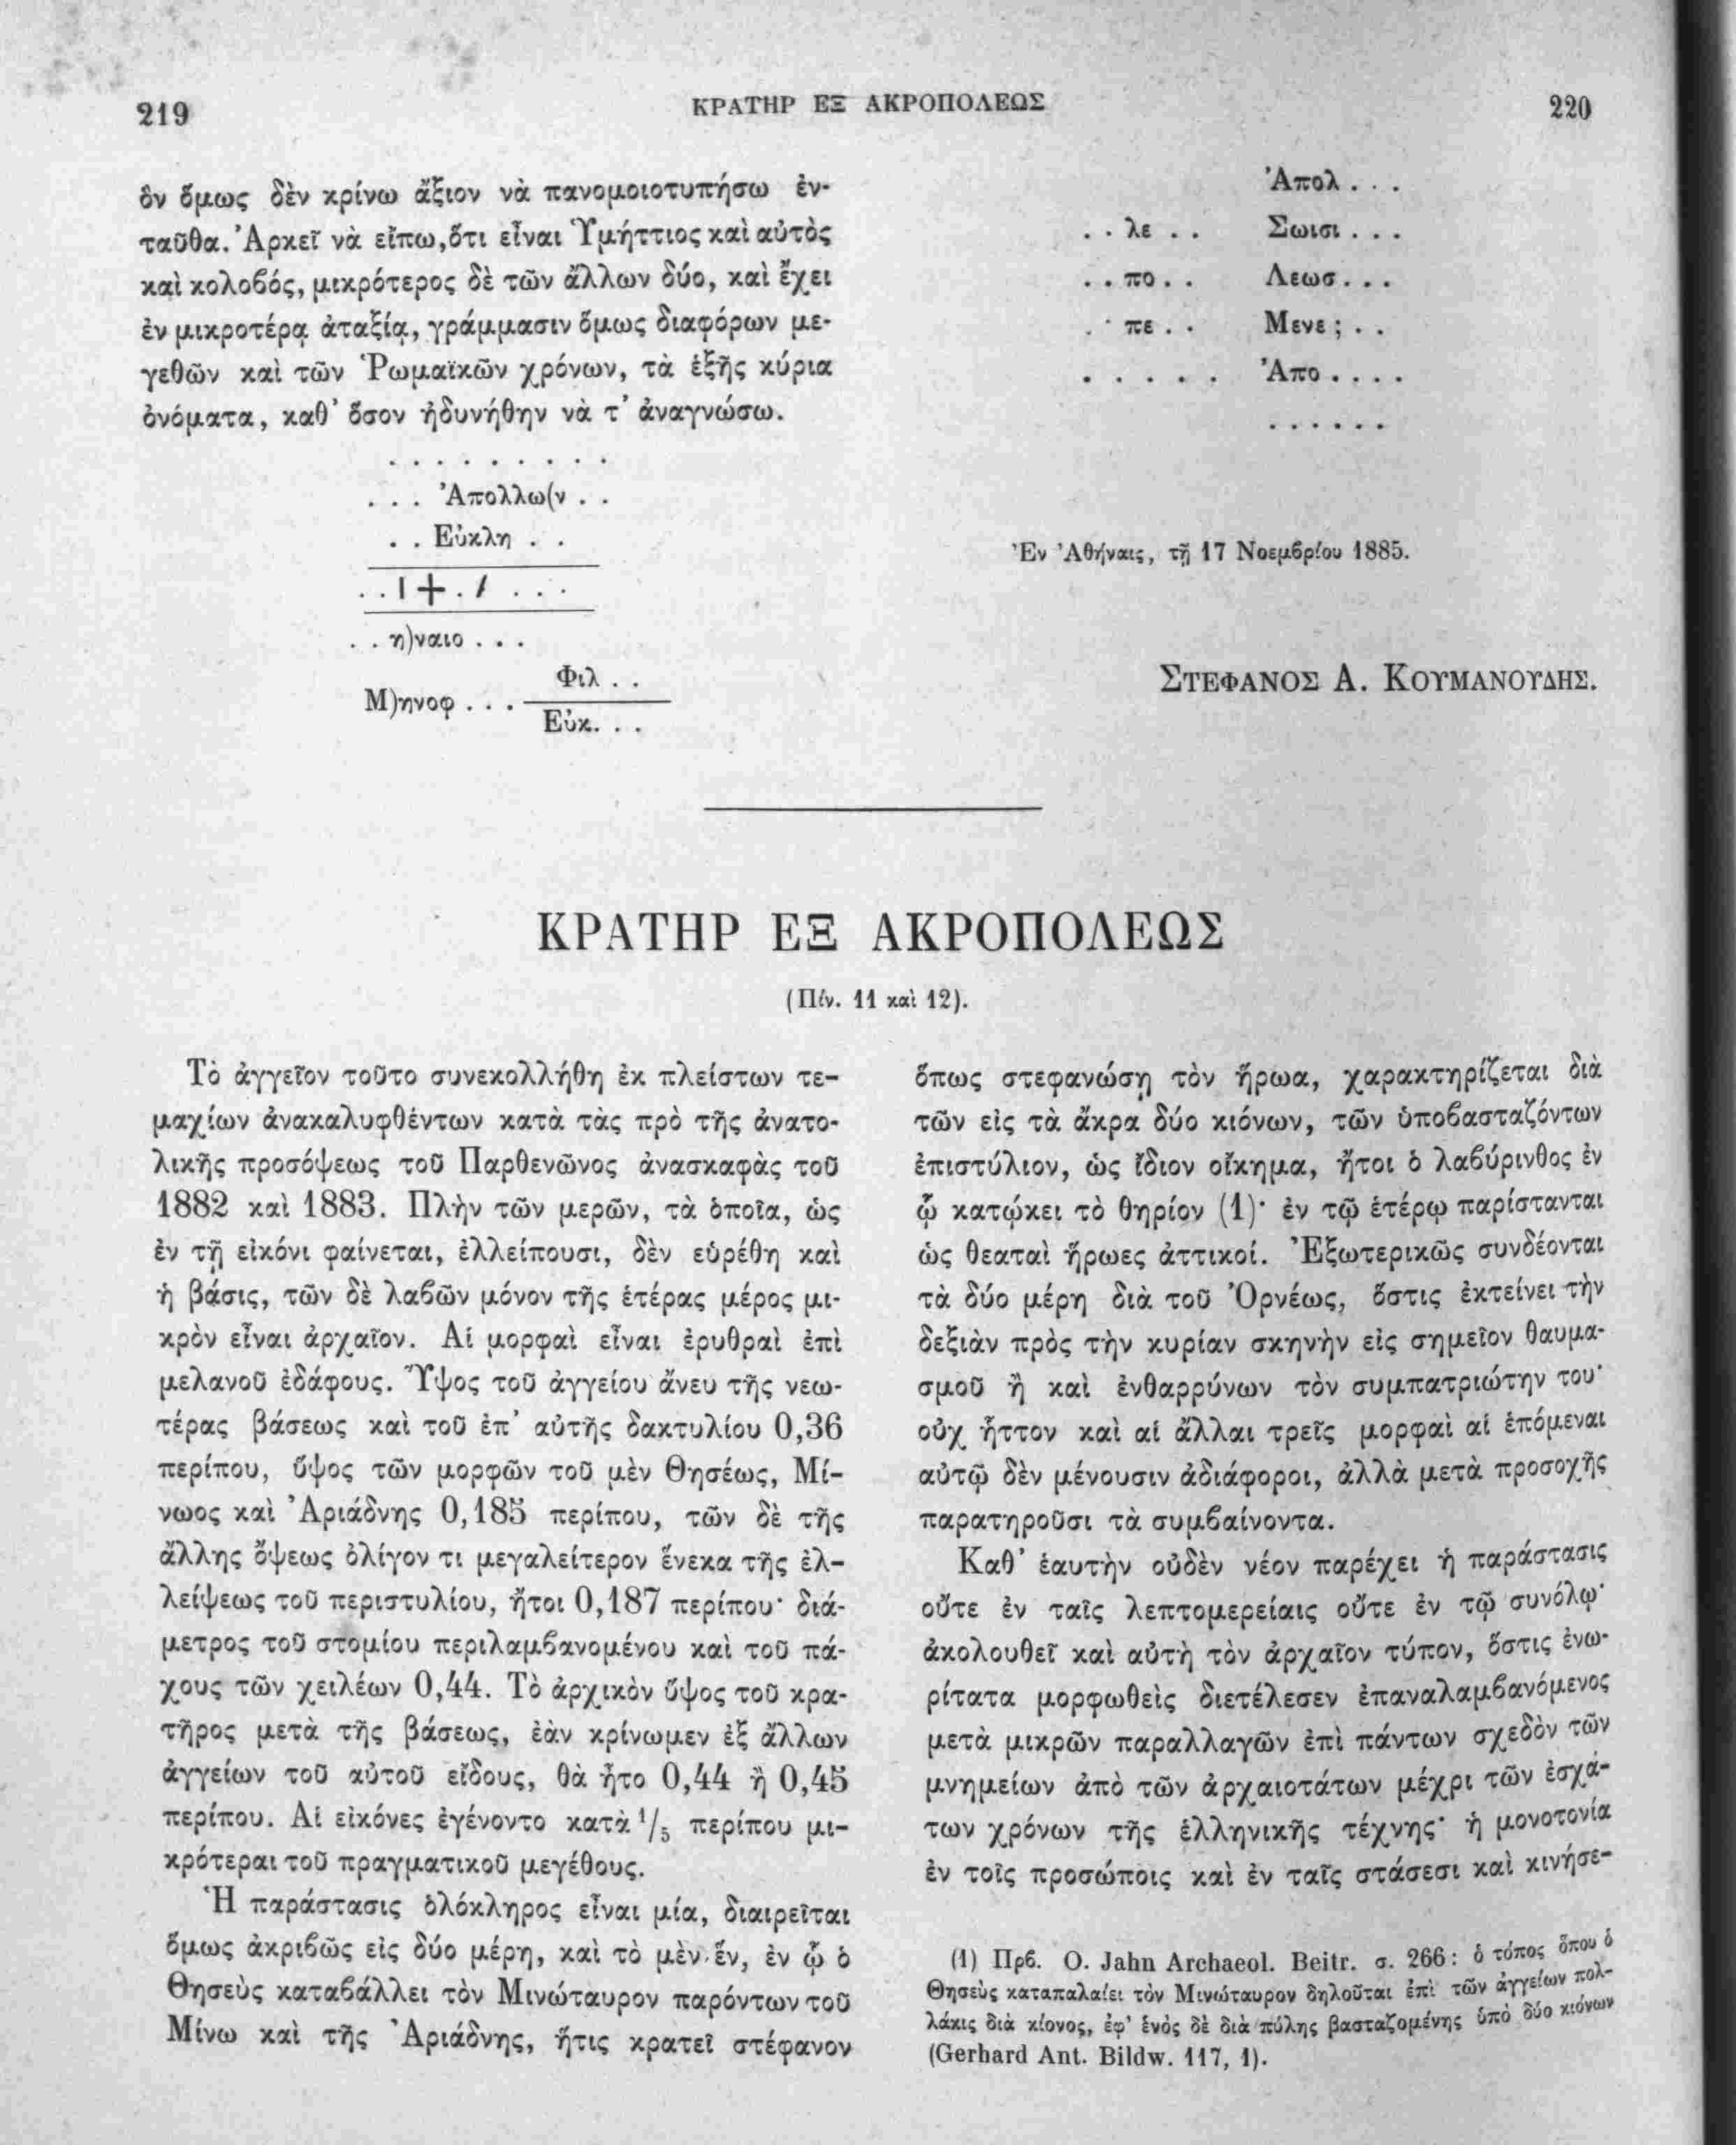 219
ΚΡΑΤΗΡ ΕΞ ΑΚΡΟΠΟΛΕΩΣ
220
ὃν ὅμως δὲν κρίνω ἄξιον νὰ πανομοιοτυπήσω ἐν-
ταῦθα. Ἀρκεῖ νὰ εἴπω, ὅτι εἶναι Ὑμήττιος καὶ αὐτὸς
καὶ κολοβός, μικρότερος δὲ τῶν ἄλλων δύο, καὶ ἔχει
ἐν μικροτέρᾳ ἀταξίᾳ, γράμμασιν ὅμως διαφόρων με-
γεθῶν καὶ τῶν Ῥωμαϊκῶν χρόνων, τὰ ἑξῆς κύρια
ὀνόματα, καθ' ὅσον ἠδυνήθην νὰ τ' ἀναγνώσω.
. . . . . . . . . .
. . . Ἀπολλω(ν . .
. . Εὐκλη . .
. . Ι + . / . . .
. . η)ναιο . . .
Φιλ . .
Μ)ηνοφ . . .
Εὐκ. . .
Ἀπολ . . .
. . λε . . Σωισι . . .
. . πο . . Λεωσ . . .
. . πε . . Μενε ; . .
. . . . . Ἀπο . . . .
. . . . . .
Ἐν Ἀθήναις, τῇ 17 Νοεμβρίου 1885.
ΣΤΕΦΑΝΟΣ Α. ΚΟΥΜΑΝΟΥΔΗΣ.
ΚΡΑΤΗΡ ΕΞ ΑΚΡΟΠΟΛΕΩΣ
(Πίν. 11 καὶ 12).
Τὸ ἀγγεῖον τοῦτο συνεκολλήθη ἐκ πλείστων τε-
μαχίων ἀνακαλυφθέντων κατὰ τὰς πρὸ τῆς ἀνατο-
λικῆς προσόψεως τοῦ Παρθενῶνος ἀνασκαφὰς τοῦ
1882 καὶ 1883. Πλὴν τῶν μερῶν, τὰ ὁποῖα, ὡς
ἐν τῇ εἰκόνι φαίνεται, ἐλλείπουσι, δὲν εὑρέθη καὶ
ἡ βάσις, τῶν δὲ λαβῶν μόνον τῆς ἑτέρας μέρος μι-
κρὸν εἶναι ἀρχαῖον. Αἱ μορφαὶ εἶναι ἐρυθραὶ ἐπὶ
μελανοῦ ἐδάφους. Ὕψος τοῦ ἀγγείου ἄνευ τῆς νεω-
τέρας βάσεως καὶ τοῦ ἐπ' αὐτῆς δακτυλίου 0,36
περίπου, ὕψος τῶν μορφῶν τοῦ μὲν Θησέως, Μί-
νωος καὶ Ἀριάδνης 0,185 περίπου, τῶν δὲ τῆς
ἄλλης ὄψεως ὀλίγον τι μεγαλείτερον ἕνεκα τῆς ἐλ-
λείψεως τοῦ περιστυλίου, ἤτοι 0,187 περίπου· διά-
μετρος τοῦ στομίου περιλαμβανομένου καὶ τοῦ πά-
χους τῶν χειλέων 0,44. Τὸ ἀρχικὸν ὕψος τοῦ κρα-
τῆρος μετὰ τῆς βάσεως, ἐὰν κρίνωμεν ἐξ ἄλλων
ἀγγείων τοῦ αὐτοῦ εἴδους, θὰ ἦτο 0,44 ἢ 0,45
περίπου. Αἱ εἰκόνες ἐγένοντο κατὰ 1/5 περίπου μι-
κρότεραι τοῦ πραγματικοῦ μεγέθους.
Ἡ παράστασις ὁλόκληρος εἶναι μία, διαιρεῖται
ὅμως ἀκριβῶς εἰς δύο μέρη, καὶ τὸ μὲν ἕν, ἐν ᾧ ὁ
Θησεὺς καταβάλλει τὸν Μινώταυρον παρόντων τοῦ
Μίνω καὶ τῆς Ἀριάδνης, ἥτις κρατεῖ στέφανον
ὅπως στεφανώσῃ τὸν ἥρωα, χαρακτηρίζεται διὰ
τῶν εἰς τὰ ἄκρα δύο κιόνων, τῶν ὑποβασταζόντων
ἐπιστύλιον, ὡς ἴδιον οἴκημα, ἤτοι ὁ λαβύρινθος ἐν
ᾧ κατῴκει τὸ θηρίον (1)· ἐν τῷ ἑτέρῳ παρίστανται
ὡς θεαταὶ ἥρωες ἀττικοί. Ἐξωτερικῶς συνδέονται
τὰ δύο μέρη διὰ τοῦ Ὀρνέως, ὅστις ἐκτείνει τὴν
δεξιὰν πρὸς τὴν κυρίαν σκηνὴν εἰς σημεῖον θαυμα-
σμοῦ ἢ καὶ ἐνθαρρύνων τὸν συμπατριώτην του·
οὐχ ἧττον καὶ αἱ ἄλλαι τρεῖς μορφαὶ αἱ ἑπόμεναι
αὐτῷ δὲν μένουσιν ἀδιάφοροι, ἀλλὰ μετὰ προσοχῆς
παρατηροῦσι τὰ συμβαίνοντα.
Καθ' ἑαυτὴν οὐδὲν νέον παρέχει ἡ παράστασις
οὔτε ἐν ταῖς λεπτομερείαις οὔτε ἐν τῷ συνόλῳ·
ἀκολουθεῖ καὶ αὐτὴ τὸν ἀρχαῖον τύπον, ὅστις ἐνω-
ρίτατα μορφωθεὶς διετέλεσεν ἐπαναλαμβανόμενος
μετὰ μικρῶν παραλλαγῶν ἐπὶ πάντων σχεδὸν τῶν
μνημείων ἀπὸ τῶν ἀρχαιοτάτων μέχρι τῶν ἐσχά-
των χρόνων τῆς ἑλληνικῆς τέχνης· ἡ μονοτονία
ἐν τοῖς προσώποις καὶ ἐν ταῖς στάσεσι καὶ κινήσε-
(1) Πρβ. O. Jahn Archaeol. Beitr. σ. 266: ὁ τόπος ὅπου ὁ
Θησεὺς καταπαλαίει τὸν Μινώταυρον δηλοῦται ἐπὶ τῶν ἀγγείων πολ-
λάκις διὰ κίονος, ἐφ' ἑνὸς δὲ διὰ πύλης βασταζομένης ὑπὸ δύο κιόνων
(Gerhard Ant. Bildw. 117, 1).